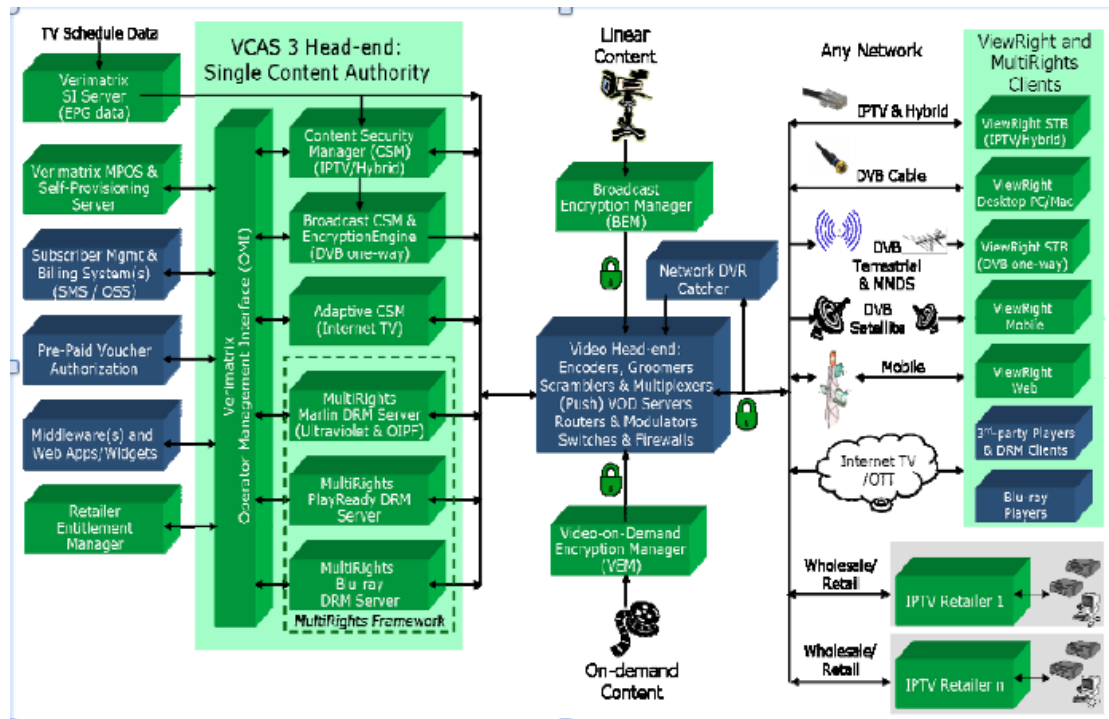 TV Schedule Data
Verimatrix
SI Server
(EPG data)
Verimatrix MPOS &
Self-Provisioning
Server
Subscriber Mgmt &
Billing System(s)
(SMS / OSS)
Pre-Paid Voucher
Authorization
Middleware(s) and
Web Apps/Widgets
Retailer
Entitlement
Manager
VCAS 3 Head-end:
Single Content Authority
Verimatrix
Operator Management Interface (OMI)
Content Security
Manager (CSM)
(IPTV/Hybrid)
Broadcast CSM &
EncryptionEngine
(DVB one-way)
Adaptive CSM
(Internet TV)
MultiRights
Marlin DRM Server
(Ultraviolet & OIPF)
MultiRights
PlayReady DRM
Server
MultiRights
Blu-ray
DRM Server
MultiRights Framework
Linear
Content
Broadcast
Encryption Manager
(BEM)
Network DVR
Catcher
Video Head-end:
Encoders, Groomers
Scramblers & Multiplexers
(Push) VOD Servers
Routers & Modulators
Switches & Firewalls
Video-on-Demand
Encryption Manager
(VEM)
On-demand
Content
Any Network
IPTV & Hybrid
DVB Cable
DVB
Terrestrial
& MNDS
DVB
Satellite
Mobile
Internet TV
/OTT
Wholesale/
Retail
Wholesale/
Retail
ViewRight and
MultiRights
Clients
ViewRight STB
(IPTV/Hybrid)
ViewRight
Desktop PC/Mac
ViewRight STB
(DVB one-way)
ViewRight
Mobile
ViewRight
Web
3rd-party Players
& DRM Clients
Blu-ray
Players
IPTV Retailer 1
IPTV Retailer n